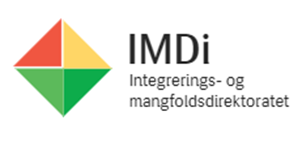 IMDi
Integrerings- og
mangfoldsdirektoratet